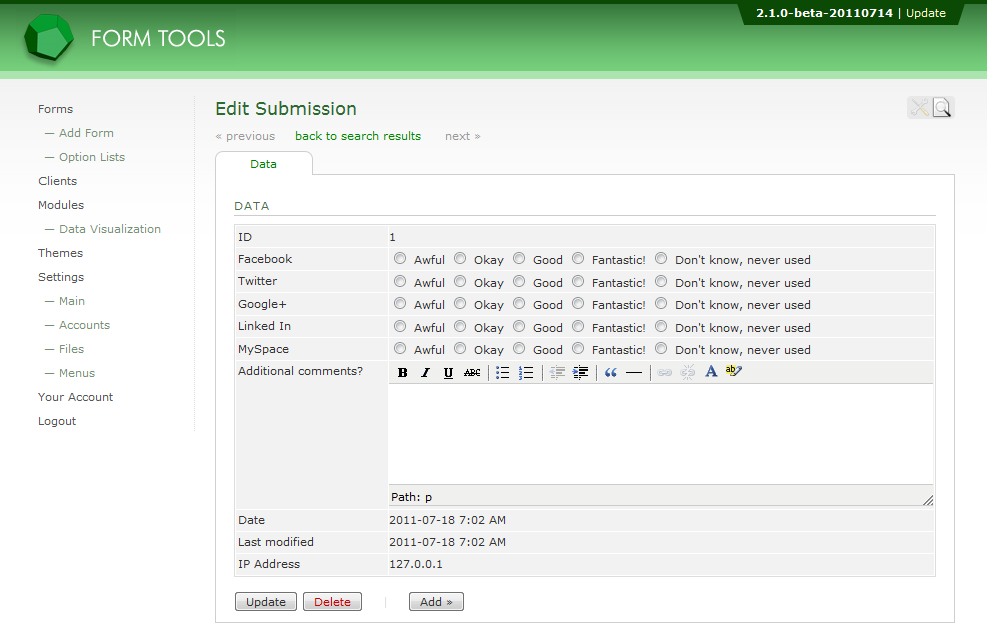 2.1.0-beta-20110714 | Update
FORM TOOLS
Forms
— Add Form
— Option Lists
Clients
Modules
— Data Visualization
Themes
Settings
— Main
— Accounts
— Files
— Menus
Your Account
Logout
Edit Submission
« previous back to search results next »
Data
DATA
ID 1
Facebook Awful Okay Good Fantastic! Don't know, never used
Twitter Awful Okay Good Fantastic! Don't know, never used
Google+ Awful Okay Good Fantastic! Don't know, never used
Linked In Awful Okay Good Fantastic! Don't know, never used
MySpace Awful Okay Good Fantastic! Don't know, never used
Additional comments? B I U ABC A ab
Path: p
Date 2011-07-18 7:02 AM
Last modified 2011-07-18 7:02 AM
IP Address 127.0.0.1
Update Delete | Add »